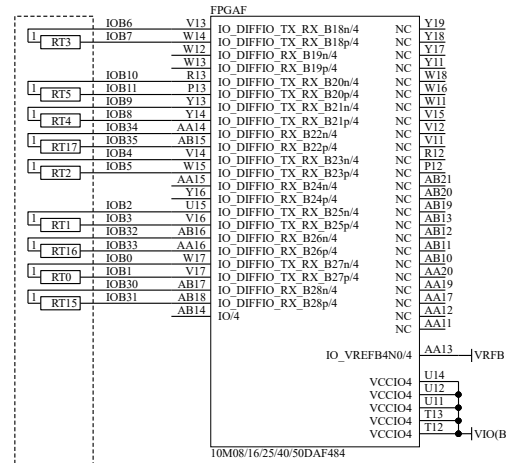 FPGAF
IOB6 V13 IO_DIFFIO_TX_RX_B18n/4 NC Y19
1 RT3 IOB7 W14 IO_DIFFIO_TX_RX_B18p/4 NC Y18
W12 IO_DIFFIO_RX_B19n/4 NC Y17
W13 IO_DIFFIO_RX_B19p/4 NC Y11
IOB10 R13 IO_DIFFIO_TX_RX_B20n/4 NC W18
1 RT5 IOB11 P13 IO_DIFFIO_TX_RX_B20p/4 NC W16
IOB9 Y13 IO_DIFFIO_TX_RX_B21n/4 NC W11
1 RT4 IOB8 Y14 IO_DIFFIO_TX_RX_B21p/4 NC V15
IOB34 AA14 IO_DIFFIO_RX_B22n/4 NC V12
1 RT17 IOB35 AB15 IO_DIFFIO_RX_B22p/4 NC V11
IOB4 V14 IO_DIFFIO_TX_RX_B23n/4 NC R12
1 RT2 IOB5 W15 IO_DIFFIO_TX_RX_B23p/4 NC P12
AA15 IO_DIFFIO_RX_B24n/4 NC AB21
Y16 IO_DIFFIO_RX_B24p/4 NC AB20
IOB2 U15 IO_DIFFIO_TX_RX_B25n/4 NC AB19
1 RT1 IOB3 V16 IO_DIFFIO_TX_RX_B25p/4 NC AB13
IOB32 AB16 IO_DIFFIO_RX_B26n/4 NC AB12
1 RT16 IOB33 AA16 IO_DIFFIO_RX_B26p/4 NC AB11
IOB0 W17 IO_DIFFIO_TX_RX_B27n/4 NC AB10
1 RT0 IOB1 V17 IO_DIFFIO_TX_RX_B27p/4 NC AA20
IOB30 AB17 IO_DIFFIO_RX_B28n/4 NC AA19
1 RT15 IOB31 AB18 IO_DIFFIO_RX_B28p/4 NC AA17
AB14 IO/4 NC AA12
NC AA11
IO_VREFB4N0/4 AA13 VRFB
VCCIO4 U14
VCCIO4 U12
VCCIO4 U11
VCCIO4 T13
VCCIO4 T12 VIO(B
10M08/16/25/40/50DAF484